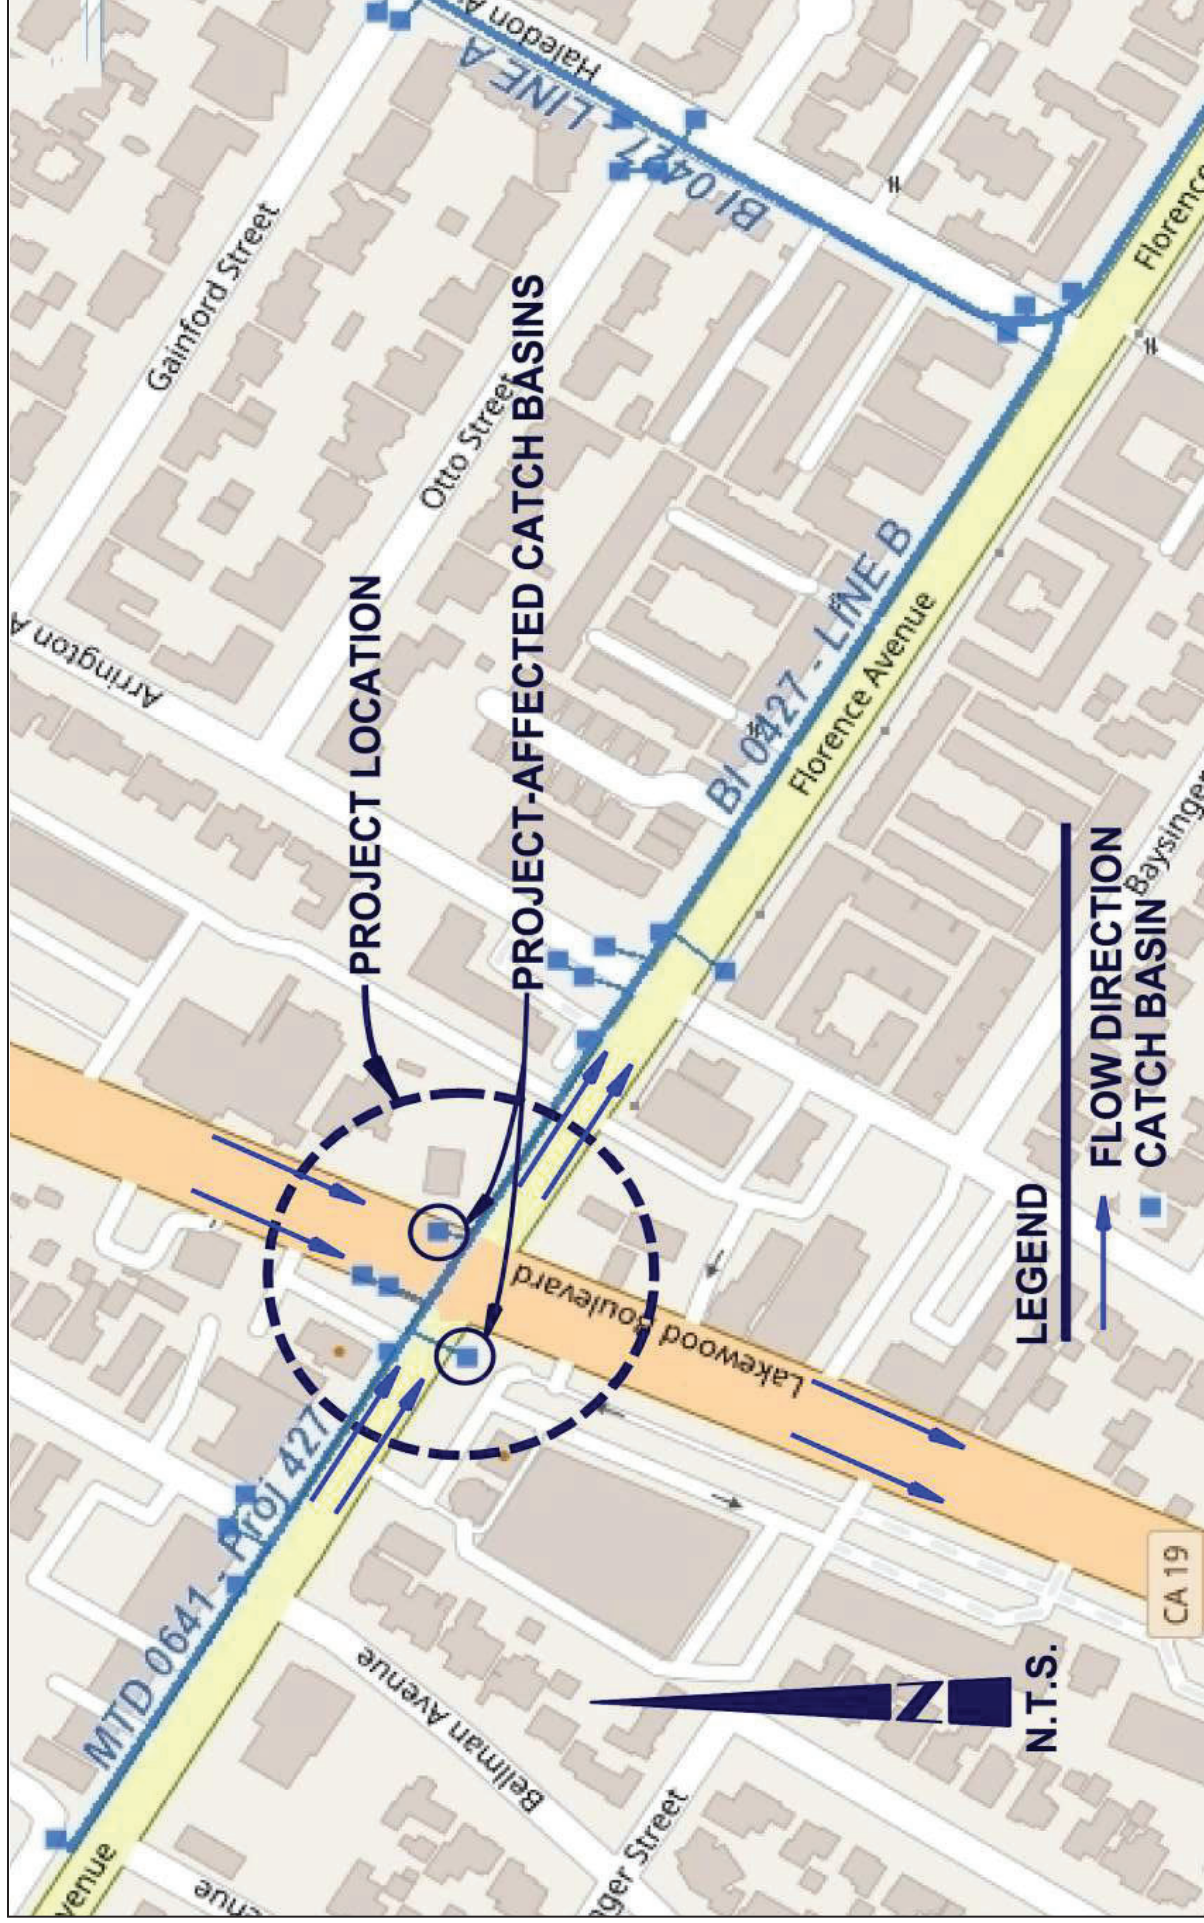 Haledon A
BI 0427 - LINE A
Gainford Street
Otto Street
Arrington A
PROJECT LOCATION
PROJECT-AFFECTED CATCH BASINS
BI 0427 - LINE B
Florence Avenue
Florence
Baysinger
Lakewood Boulevard
MTD 0641 - Proj 427
Bellman Avenue
venue
enue
ger Street
CA 19
LEGEND
FLOW DIRECTION
CATCH BASIN
N
N.T.S.